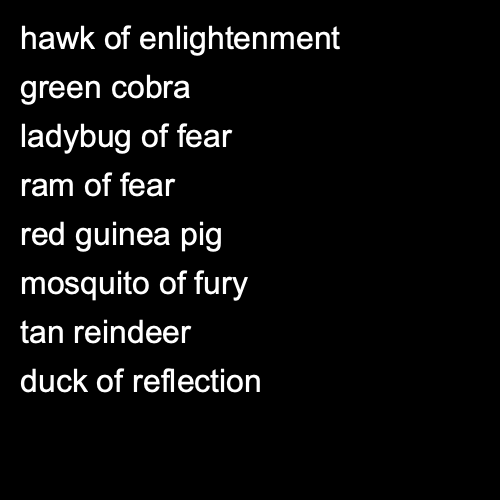 hawk of enlightenment
green cobra
ladybug of fear
ram of fear
red guinea pig
mosquito of fury
tan reindeer
duck of reflection